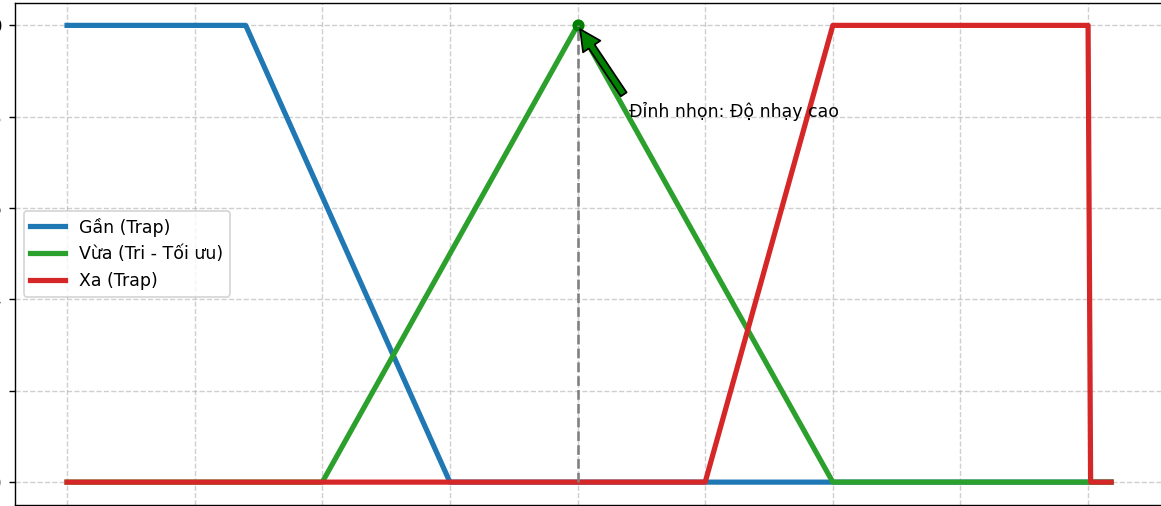 Đỉnh nhọn: Độ nhạy cao
Gần (Trap)
Vừa (Tri - Tối ưu)
Xa (Trap)